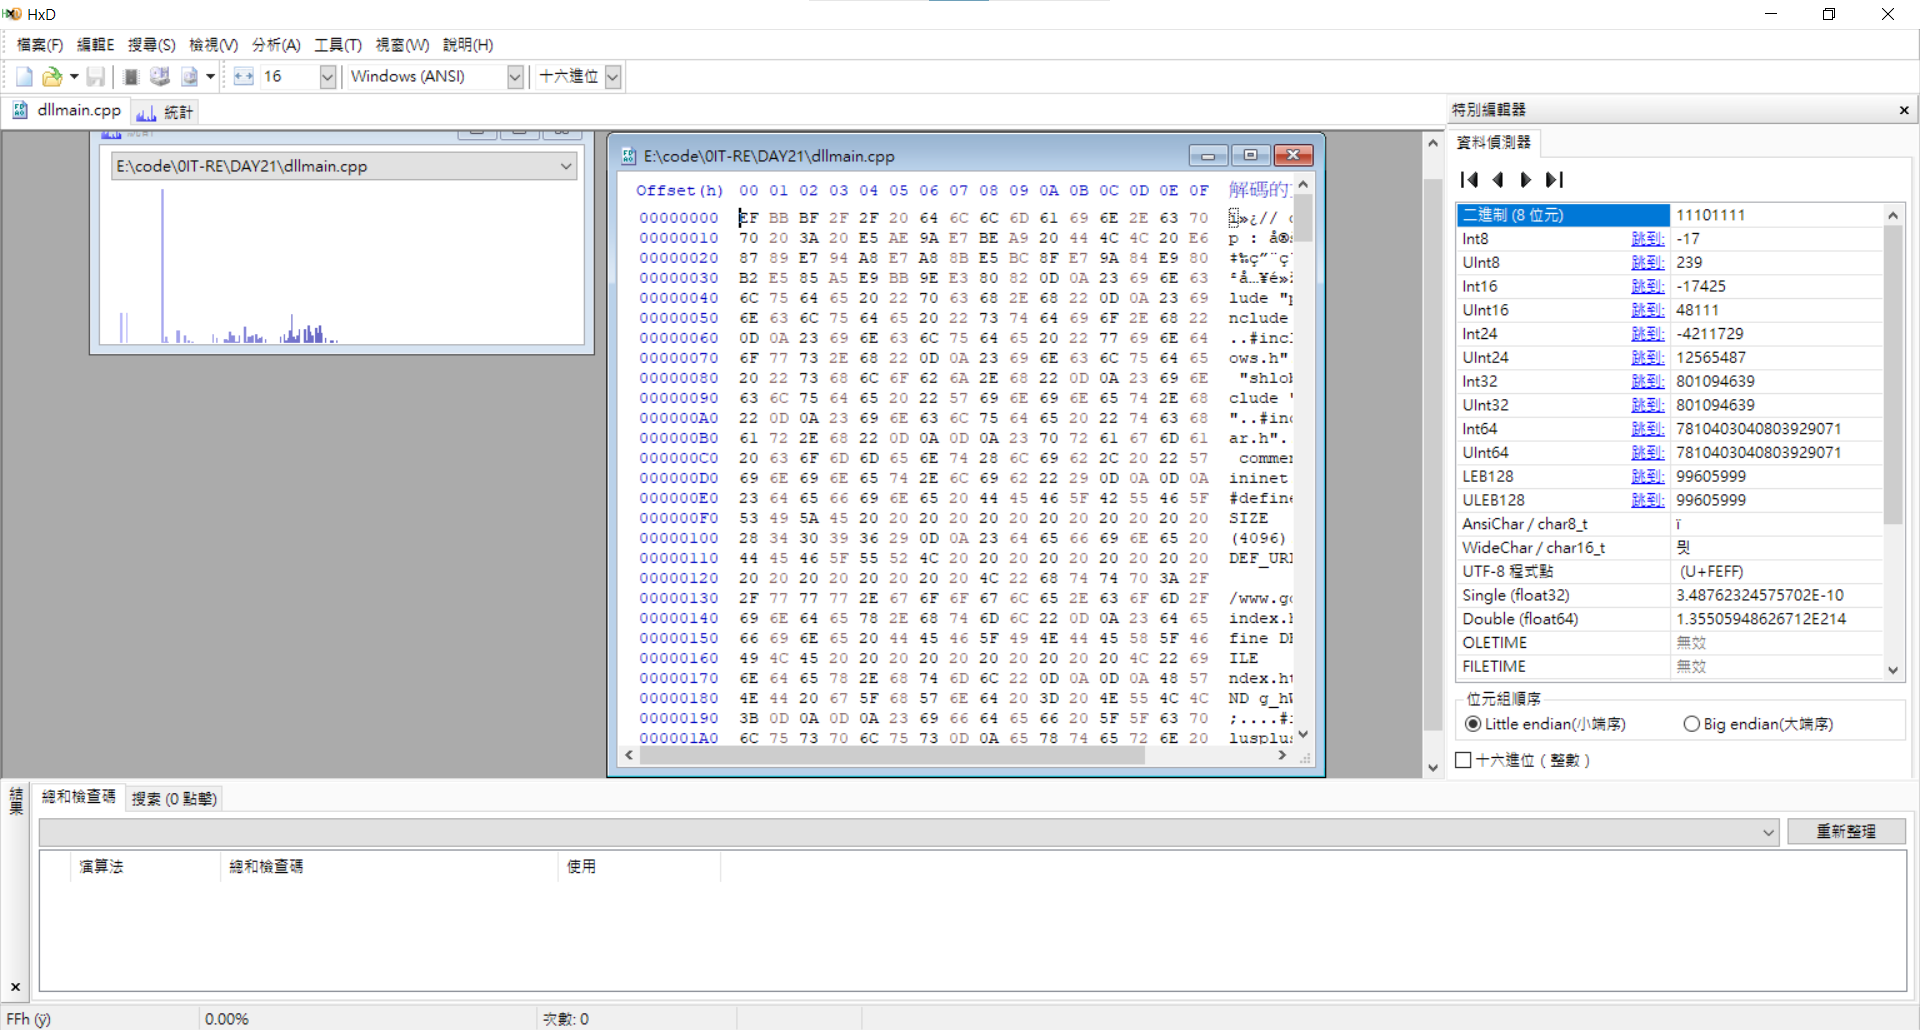 HxD
檔案(F) 編輯E 搜尋(S) 檢視(V) 分析(A) 工具(T) 視窗(W) 說明(H)
16 Windows (ANSI) 十六進位
dllmain.cpp 統計
E:\code\0IT-RE\DAY21\dllmain.cpp
E:\code\0IT-RE\DAY21\dllmain.cpp
Offset(h) 00 01 02 03 04 05 06 07 08 09 0A 0B 0C 0D 0E 0F 解碼的
00000000 EF BB BF 2F 2F 20 64 6C 6C 6D 61 69 6E 2E 63 70 ï»¿//
00000010 70 20 3A 20 E5 AE 9A E7 BE A9 20 44 4C 4C 20 E6 p : å®
00000020 87 89 E7 94 A8 E7 A8 8B E5 BC 8F E7 9A 84 E9 80 ‡‰ç”¨ç
00000030 B2 E5 85 A5 E9 BB 9E E3 80 82 0D 0A 23 69 6E 63 ²å…¥é»
00000040 6C 75 64 65 20 22 70 63 68 2E 68 22 0D 0A 23 69 lude "p
00000050 6E 63 6C 75 64 65 20 22 73 74 64 69 6F 2E 68 22 nclude
00000060 0D 0A 23 69 6E 63 6C 75 64 65 20 22 77 69 6E 64 ..#incl
00000070 6F 77 73 2E 68 22 0D 0A 23 69 6E 63 6C 75 64 65 ows.h"
00000080 20 22 73 68 6C 6F 62 6A 2E 68 22 0D 0A 23 69 6E "shlob
00000090 63 6C 75 64 65 20 22 57 69 6E 69 6E 65 74 2E 68 clude "
000000A0 22 0D 0A 23 69 6E 63 6C 75 64 65 20 22 74 63 68 "..#inc
000000B0 61 72 2E 68 22 0D 0A 0D 0A 23 70 72 61 67 6D 61 ar.h".
000000C0 20 63 6F 6D 6D 65 6E 74 28 6C 69 62 2C 20 22 57 commen
000000D0 69 6E 69 6E 65 74 2E 6C 69 62 22 29 0D 0A 0D 0A ininet
000000E0 23 64 65 66 69 6E 65 20 44 45 46 5F 42 55 46 5F #define
000000F0 53 49 5A 45 20 20 20 20 20 20 20 20 20 20 20 20 SIZE
00000100 28 34 30 39 36 29 0D 0A 23 64 65 66 69 6E 65 20 (4096)
00000110 44 45 46 5F 55 52 4C 20 20 20 20 20 20 20 20 20 DEF_URL
00000120 20 20 20 20 20 20 20 20 4C 22 68 74 74 70 3A 2F
00000130 2F 77 77 77 2E 67 6F 6F 67 6C 65 2E 63 6F 6D 2F /www.go
00000140 69 6E 64 65 78 2E 68 74 6D 6C 22 0D 0A 23 64 65 index.h
00000150 66 69 6E 65 20 44 45 46 5F 49 4E 44 45 58 5F 46 fine DE
00000160 49 4C 45 20 20 20 20 20 20 20 20 20 20 4C 22 69 ILE
00000170 6E 64 65 78 2E 68 74 6D 6C 22 0D 0A 0D 0A 48 57 ndex.ht
00000180 4E 44 20 67 5F 68 57 6E 64 20 3D 20 4E 55 4C 4C ND g_hW
00000190 3B 0D 0A 0D 0A 23 69 66 64 65 66 20 5F 5F 63 70 ;....#i
000001A0 6C 75 73 70 6C 75 73 0D 0A 65 78 74 65 72 6E 20 lusplus
特別編輯器
資料偵測器
二進制 (8 位元) 11101111
Int8 跳到: -17
UInt8 跳到: 239
Int16 跳到: -17425
UInt16 跳到: 48111
Int24 跳到: -4211729
UInt24 跳到: 12565487
Int32 跳到: 801094639
UInt32 跳到: 801094639
Int64 跳到: 7810403040803929071
UInt64 跳到: 7810403040803929071
LEB128 跳到: 99605999
ULEB128 跳到: 99605999
AnsiChar / char8_t ï
WideChar / char16_t 믯
UTF-8 程式點 (U+FEFF)
Single (float32) 3.48762324575702E-10
Double (float64) 1.35505948626712E214
OLETIME 無效
FILETIME 無效
位元組順序
Little endian(小端序) Big endian(大端序)
十六進位 ( 整數 )
結果
總和檢查碼 搜索 (0 點擊)
重新整理
演算法 總和檢查碼 使用
FFh (ÿ) 0.00% 次數: 0